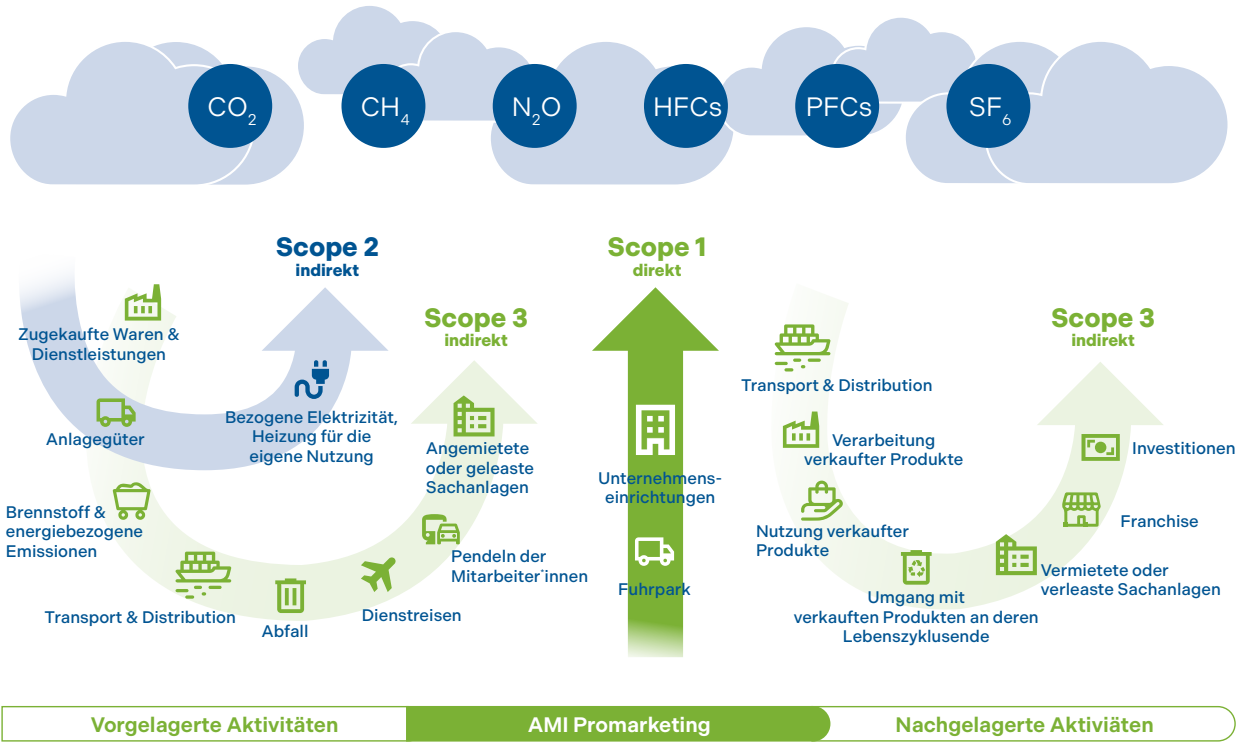 CO₂
CH₄
N₂O
HFCs
PFCs
SF₆
Scope 2
indirekt
Scope 1
direkt
Scope 3
indirekt
Scope 3
indirekt
Zugekaufte Waren &
Dienstleistungen
Anlagegüter
Brennstoff &
energiebezogene
Emissionen
Transport & Distribution
Abfall
Dienstreisen
Pendeln der
Mitarbeiter˙innen
Angemietete
oder geleaste
Sachanlagen
Bezogene Elektrizität,
Heizung für die
eigene Nutzung
Unternehmens-
einrichtungen
Fuhrpark
Transport & Distribution
Verarbeitung
verkaufter Produkte
Nutzung verkaufter
Produkte
Umgang mit
verkauften Produkten an deren
Lebenszyklusende
Vermietete oder
verleaste Sachanlagen
Franchise
Investitionen
Vorgelagerte Aktivitäten
AMI Promarketing
Nachgelagerte Aktiviäten